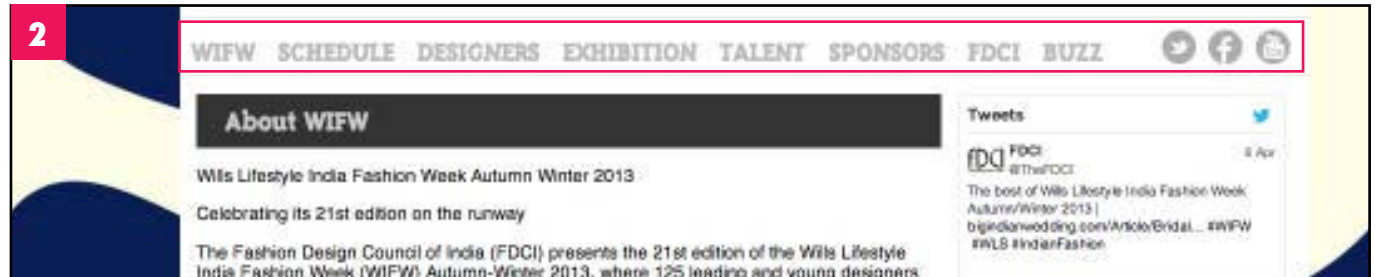 2
WIFW SCHEDULE DESIGNERS EXHIBITION TALENT SPONSORS FDCI BUZZ
About WIFW
Wills Lifestyle India Fashion Week Autumn Winter 2013
Celebrating its 21st edition on the runway
The Fashion Design Council of India (FDCI) presents the 21st edition of the Wills Lifestyle
India Fashion Week (WIFW) Autumn-Winter 2013, where 125 leading and young designers
Tweets
fDCI FDCI 8 Apr
@TheFDCI
The best of Wills Lifestyle India Fashion Week
Autumn/Winter 2013 |
bigindianwedding.com/Article/Bridal... #WIFW
#WLS #IndianFashion